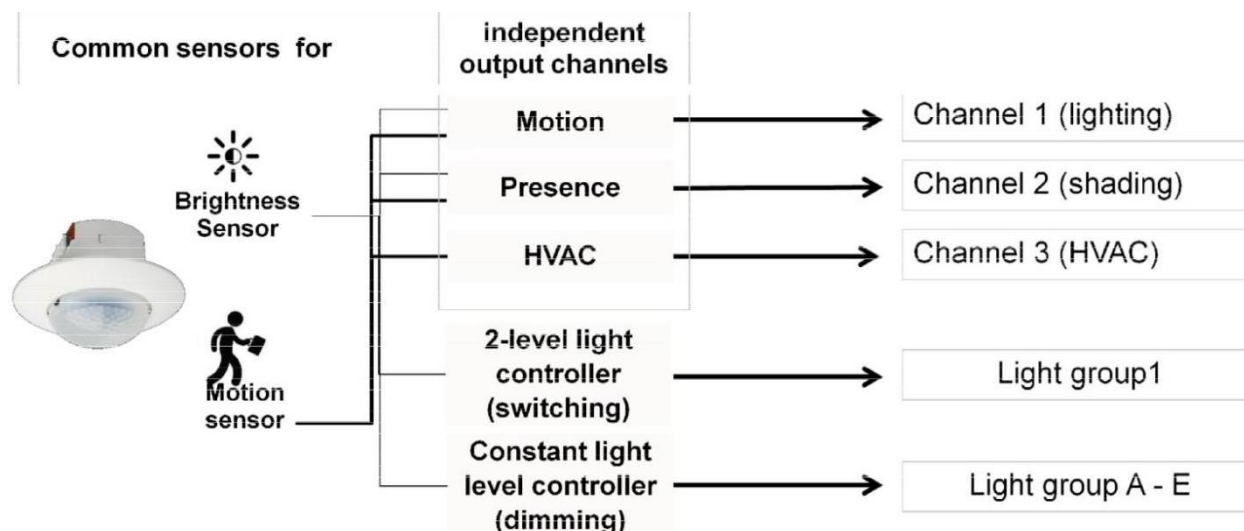 Common sensors for
independent
output channels
Brightness
Sensor
Motion
sensor
Motion
Presence
HVAC
2-level light
controller
(switching)
Constant light
level controller
(dimming)
Channel 1 (lighting)
Channel 2 (shading)
Channel 3 (HVAC)
Light group1
Light group A - E